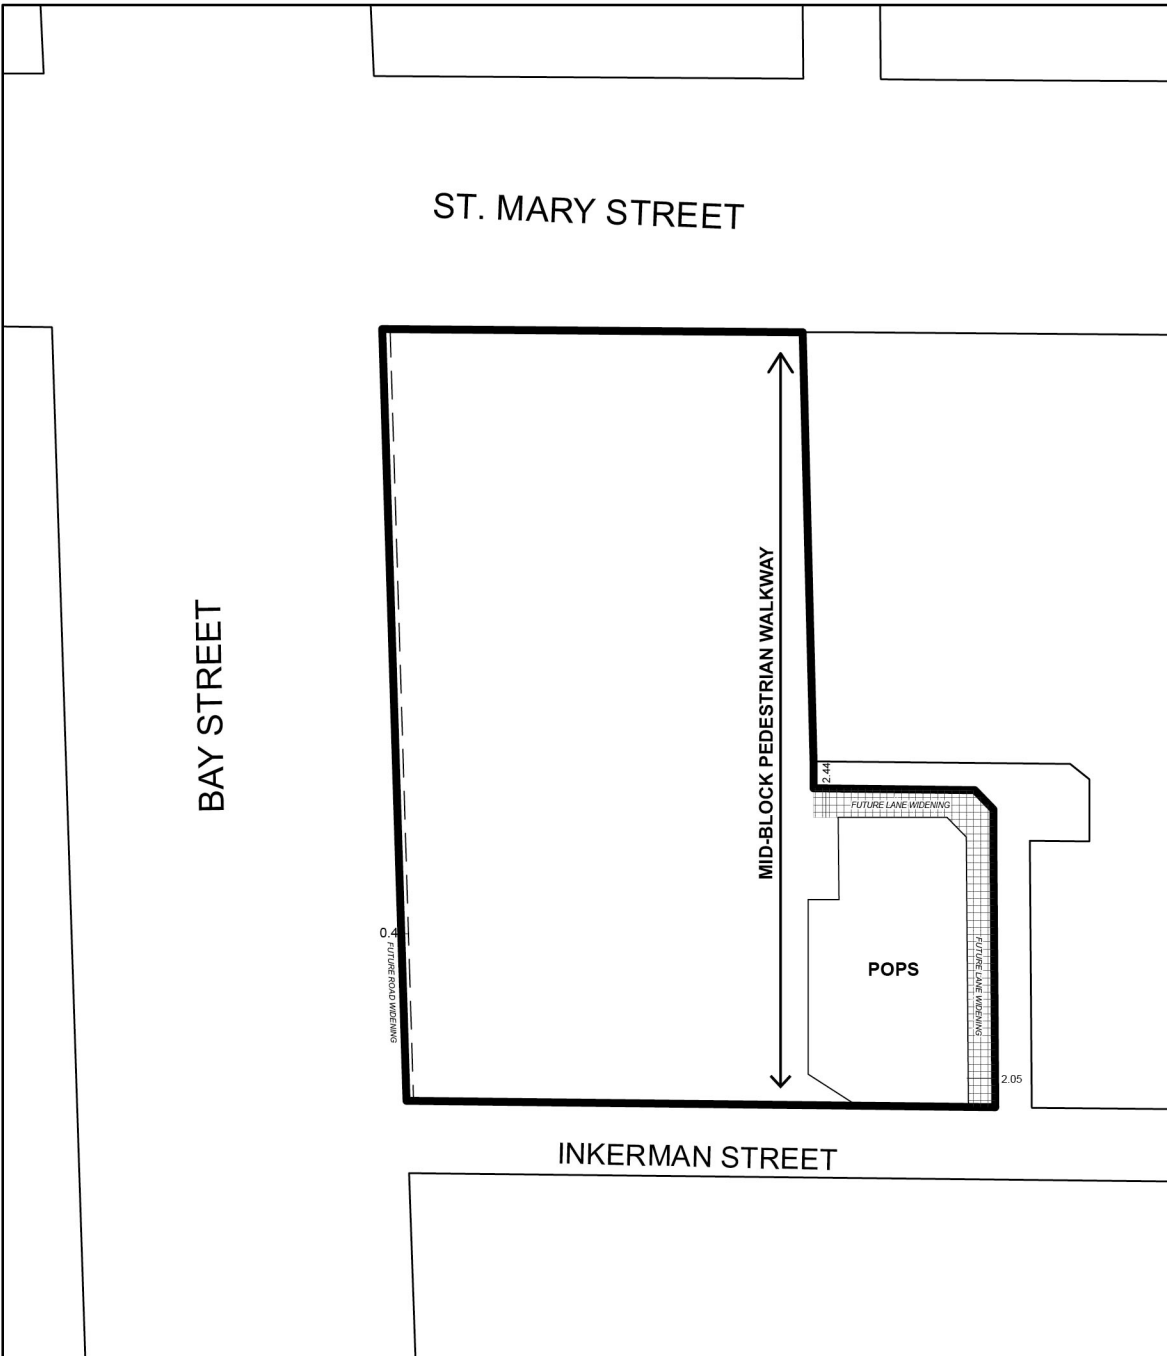 ST. MARY STREET
BAY STREET
MID-BLOCK PEDESTRIAN WALKWAY
2.44
FUTURE LANE WIDENING
0.4
FUTURE ROAD WIDENING
POPS
FUTURE LANE WIDENING
2.05
INKERMAN STREET